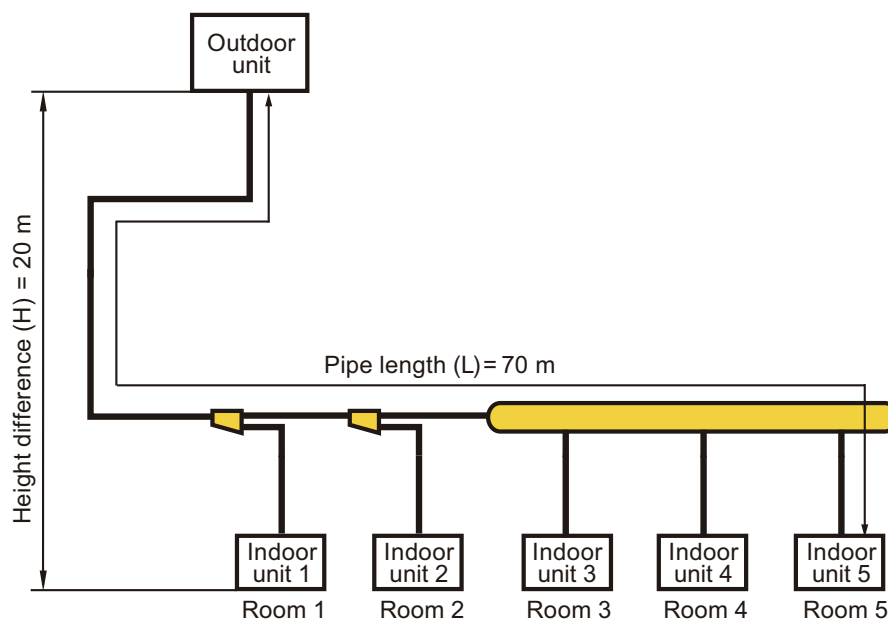 Outdoor
unit
Height difference (H) = 20 m
Pipe length (L) = 70 m
Indoor
unit 1
Indoor
unit 2
Indoor
unit 3
Indoor
unit 4
Indoor
unit 5
Room 1
Room 2
Room 3
Room 4
Room 5